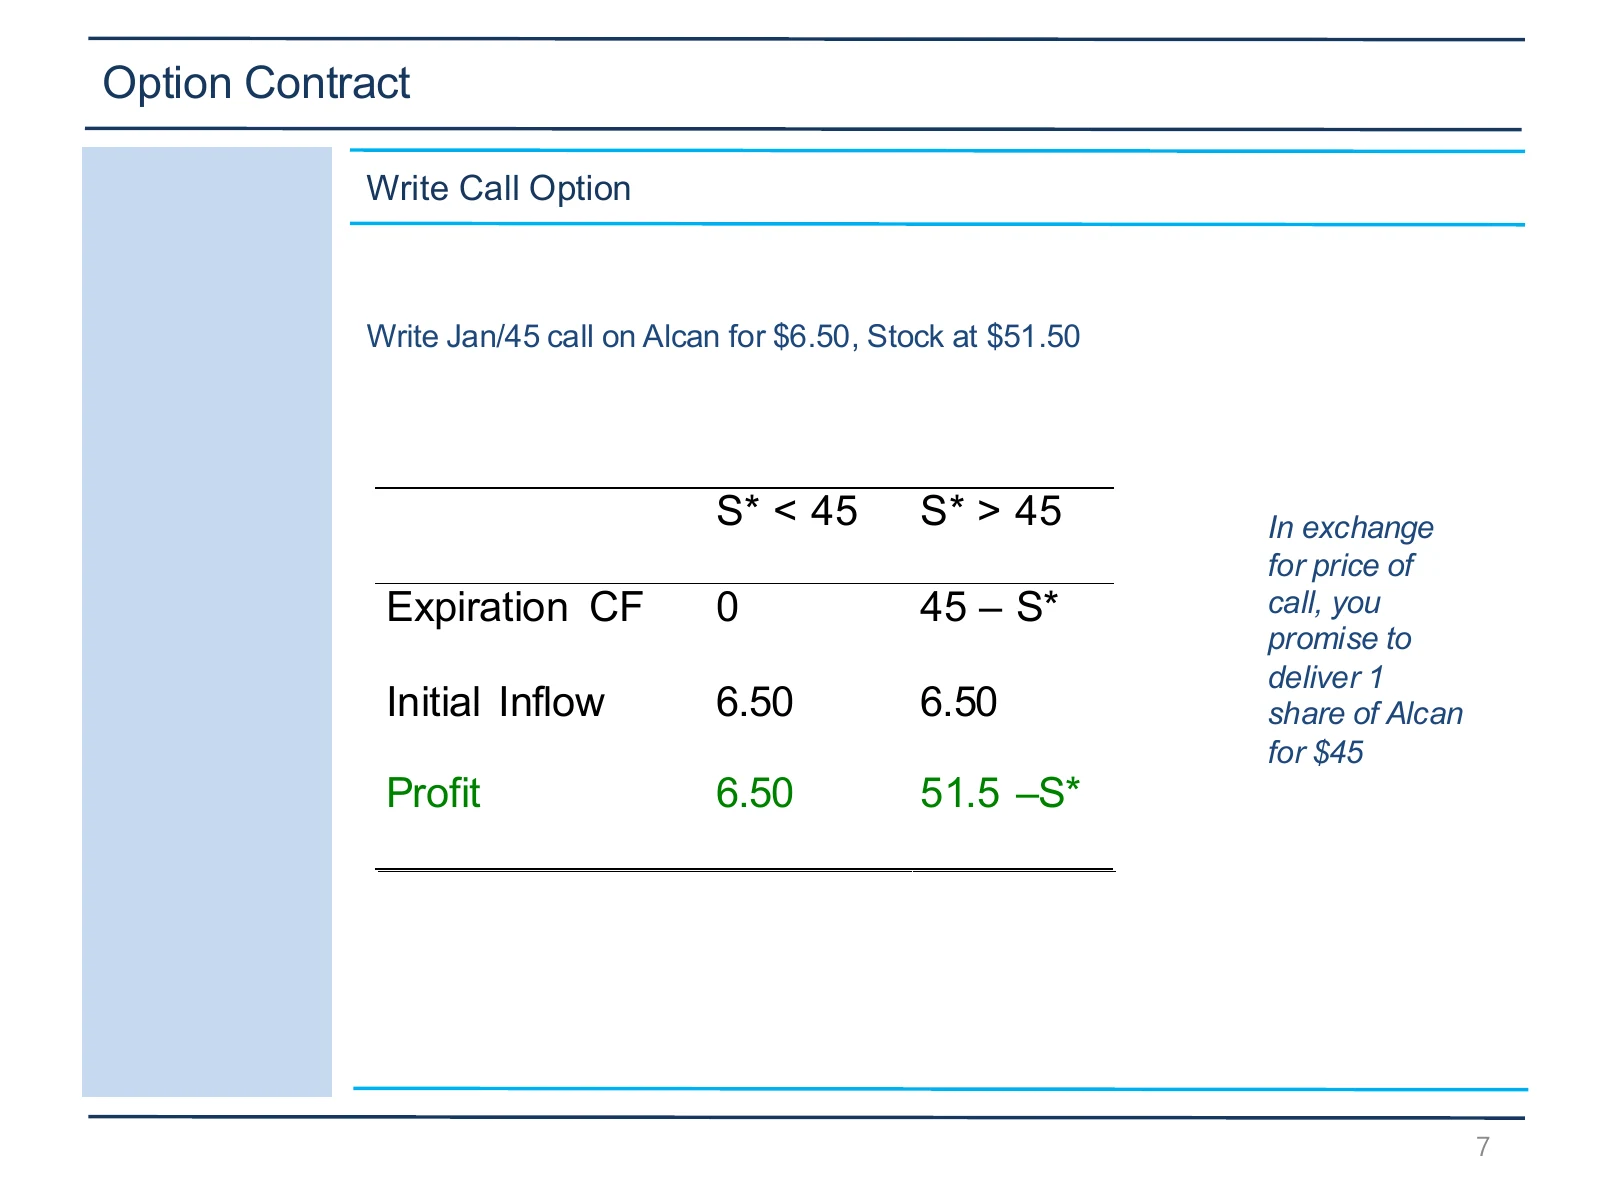 Option Contract
Write Call Option
Write Jan/45 call on Alcan for $6.50, Stock at $51.50
S* < 45 S* > 45
Expiration CF 0 45 – S*
Initial Inflow 6.50 6.50
Profit 6.50 51.5 –S*
In exchange
for price of
call, you
promise to
deliver 1
share of Alcan
for $45
7